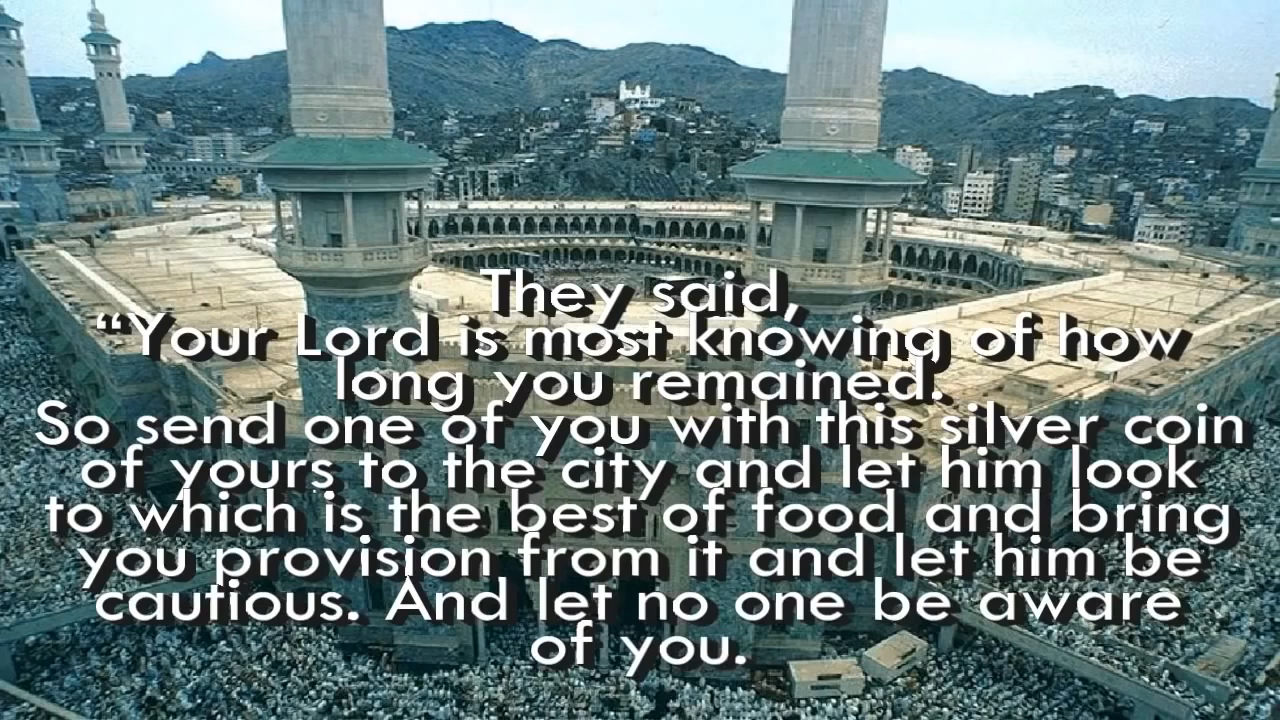 They said,
“Your Lord is most knowing of how
long you remained.
So send one of you with this silver coin
of yours to the city and let him look
to which is the best of food and bring
you provision from it and let him be
cautious. And let no one be aware
of you.